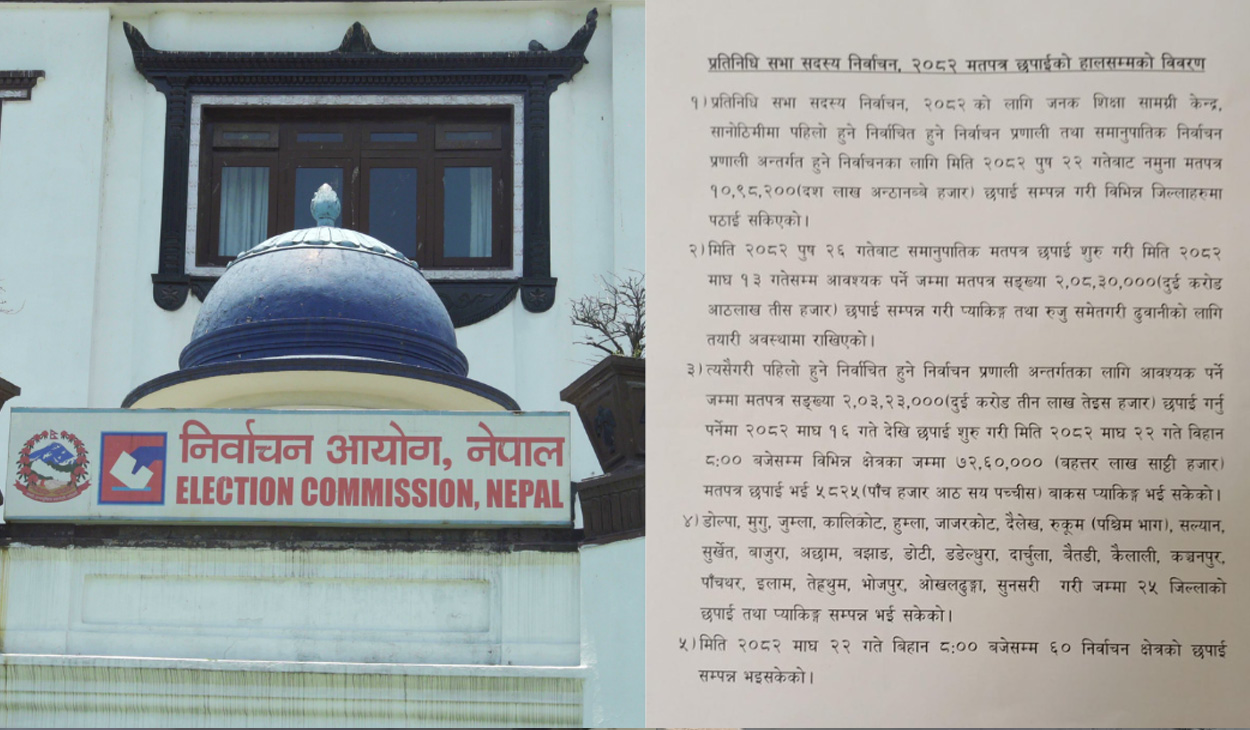 निर्वाचन आयोग, नेपाल
ELECTION COMMISSION, NEPAL
प्रतिनिधि सभा सदस्य निर्वाचन, २०८२ मतपत्र छपाईको हालसम्मको विवरण
१) प्रतिनिधि सभा सदस्य निर्वाचन, २०८२ को लागि जनक शिक्षा सामग्री केन्द्र,
सानोठिमीमा पहिलो हुने निर्वाचित हुने निर्वाचन प्रणाली तथा समानुपातिक निर्वाचन
प्रणाली अन्तर्गत हुने निर्वाचनका लागि मिति २०८२ पुष २२ गतेबाट नमुना मतपत्र
१०,९८,२००(दश लाख अन्ठानब्बे हजार) छपाई सम्पन्न गरी विभिन्न जिल्लाहरुमा
पठाई सकिएको।
२) मिति २०८२ पुष २६ गतेबाट समानुपातिक मतपत्र छपाई शुरु गरी मिति २०८२
माघ १३ गतेसम्म आवश्यक पर्ने जम्मा मतपत्र सङ्ख्या २,०८,३०,०००(दुई करोड
आठलाख तीस हजार) छपाई सम्पन्न गरी प्याकिङ्ग तथा रुजु समेतगरी ढुवानीको लागि
तयारी अवस्थामा राखिएको।
३) त्यसैगरी पहिलो हुने निर्वाचित हुने निर्वाचन प्रणाली अन्तर्गतका लागि आवश्यक पर्ने
जम्मा मतपत्र सङ्ख्या २,०३,२३,०००(दुई करोड तीन लाख तेइस हजार) छपाई गर्नु
पर्नेमा २०८२ माघ १६ गते देखि छपाई शुरु गरी मिति २०८२ माघ २२ गते विहान
८:०० बजेसम्म विभिन्न क्षेत्रका जम्मा ७२,६०,००० (बहत्तर लाख साट्ठी हजार)
मतपत्र छपाई भई ५८२५(पाँच हजार आठ सय पच्चीस) बाकस प्याकिङ्ग भई सकेको।
४) डोल्पा, मुगु, जुम्ला, कालिकोट, हुम्ला, जाजरकोट, दैलेख, रुकूम (पश्चिम भाग), सल्यान,
सुर्खेत, बाजुरा, अछाम, बझाङ, डोटी, डडेल्धुरा, दार्चुला, बैतडी, कैलाली, कञ्चनपुर,
पाँचथर, इलाम, तेह्रथुम, भोजपुर, ओखलढुङ्गा, सुनसरी गरी जम्मा २५ जिल्लाको
छपाई तथा प्याकिङ्ग सम्पन्न भई सकेको।
५) मिति २०८२ माघ २२ गते बिहान ८:०० बजेसम्म ६० निर्वाचन क्षेत्रको छपाई
सम्पन्न भइसकेको।